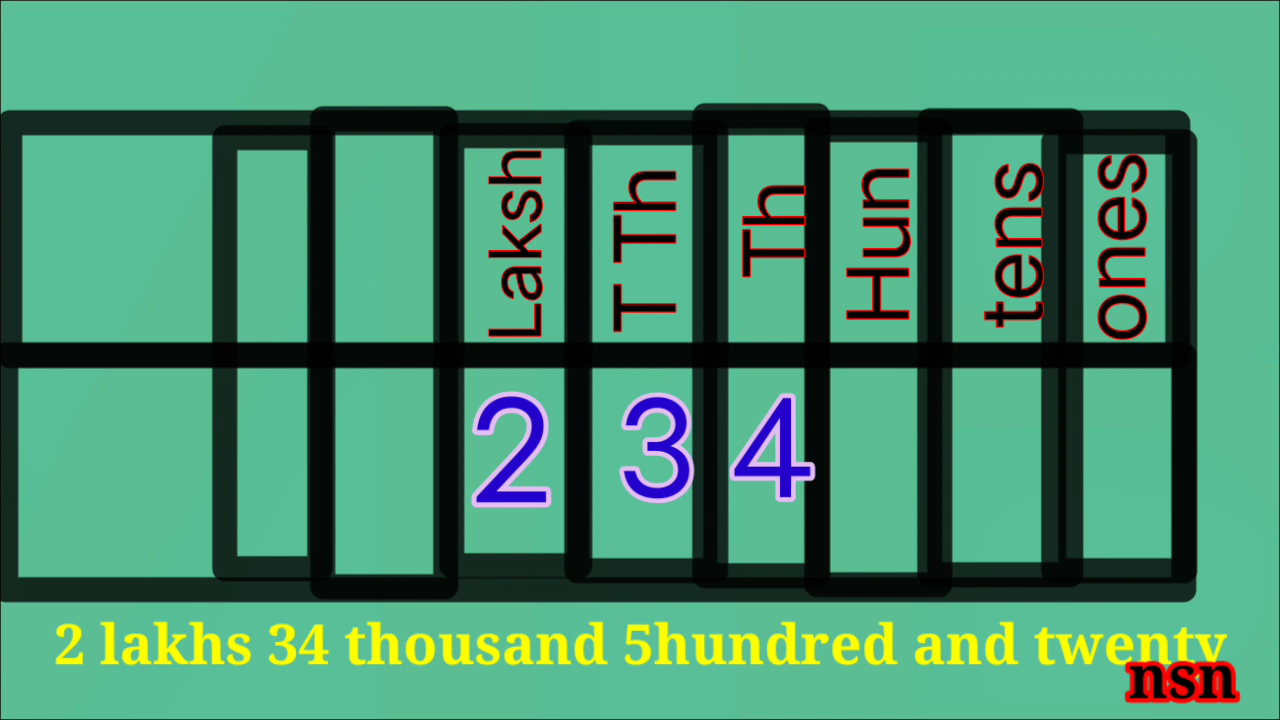 Laksh T Th Th Hun tens ones
2 3 4
2 lakhs 34 thousand 5hundred and twenty
nsn